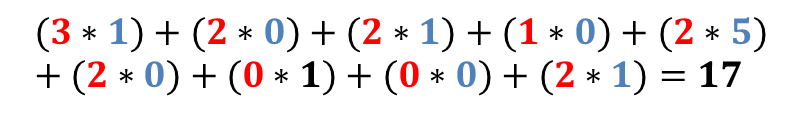 (3 * 1) + (2 * 0) + (2 * 1) + (1 * 0) + (2 * 5)
+ (2 * 0) + (0 * 1) + (0 * 0) + (2 * 1) = 17